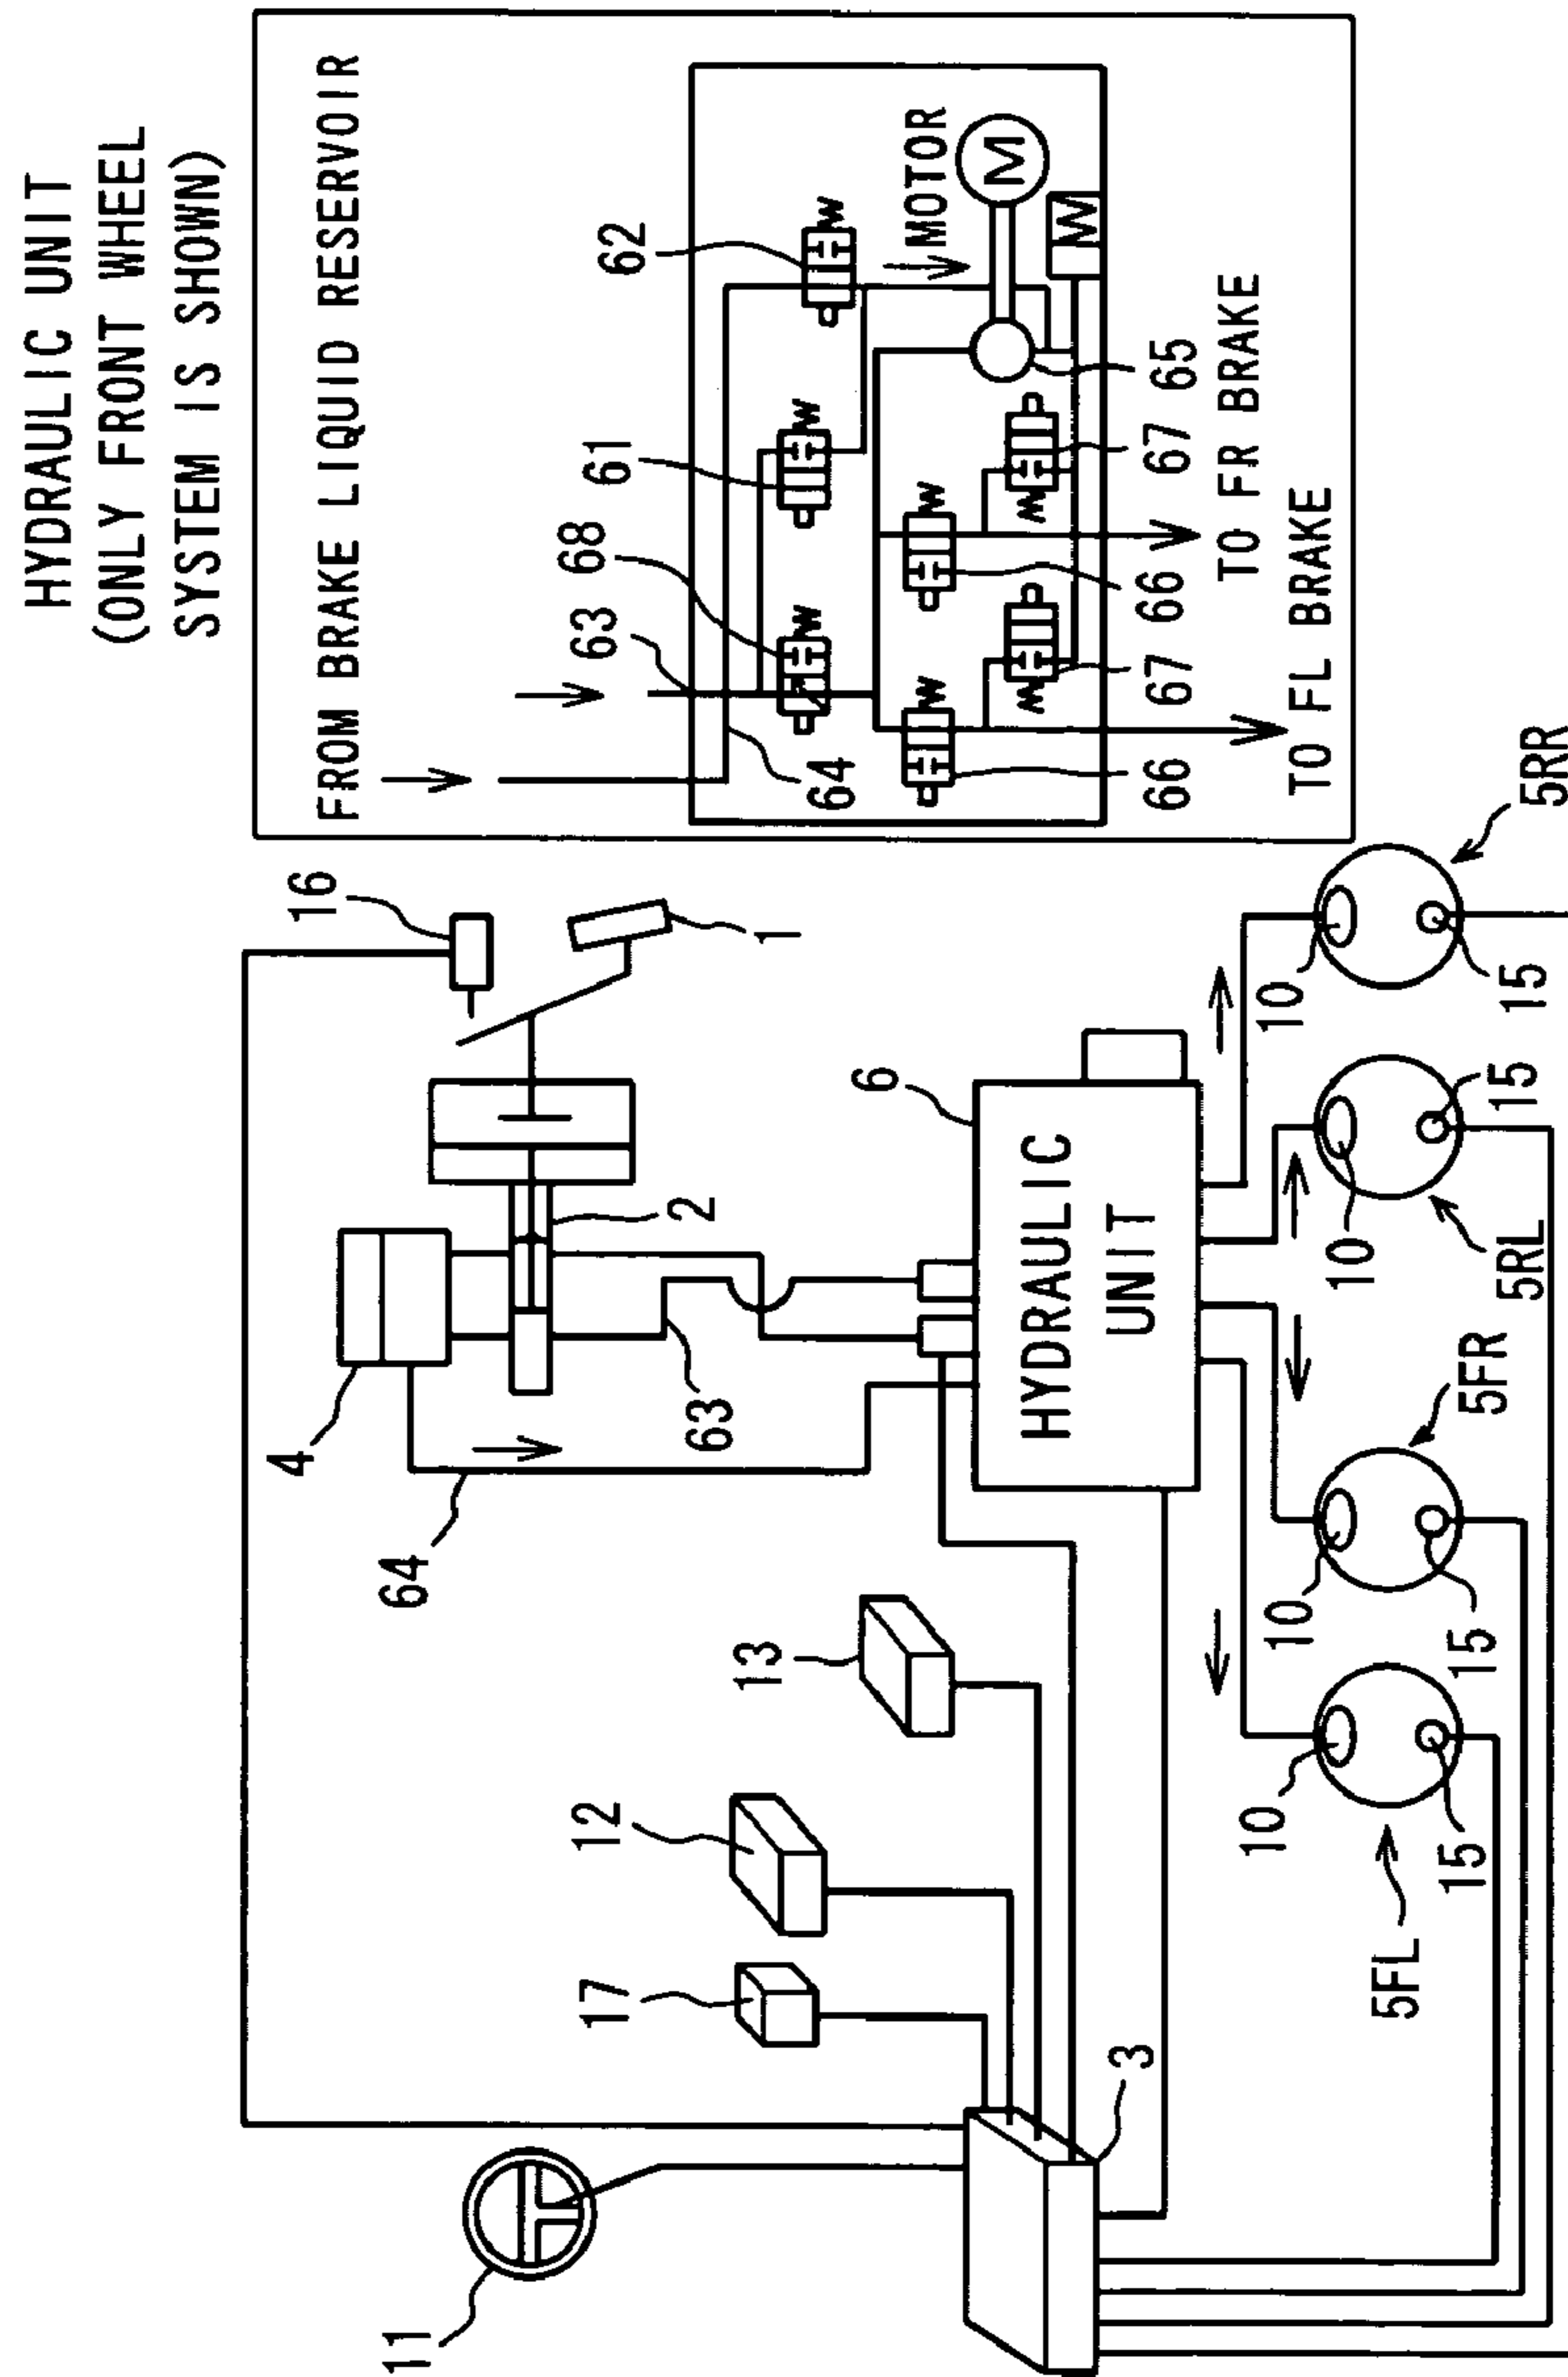 HYDRAULIC UNIT
(ONLY FRONT WHEEL
SYSTEM IS SHOWN)
FROM BRAKE LIQUID RESERVOIR
63
68
61
62
MOTOR
M
64
66
67
66
67
65
TO FR BRAKE
TO FL BRAKE
11
17
12
13
64
4
63
2
16
1
3
6
HYDRAULIC
UNIT
5FL
10
15
10
15
5FR
10
15
5RL
10
15
5RR